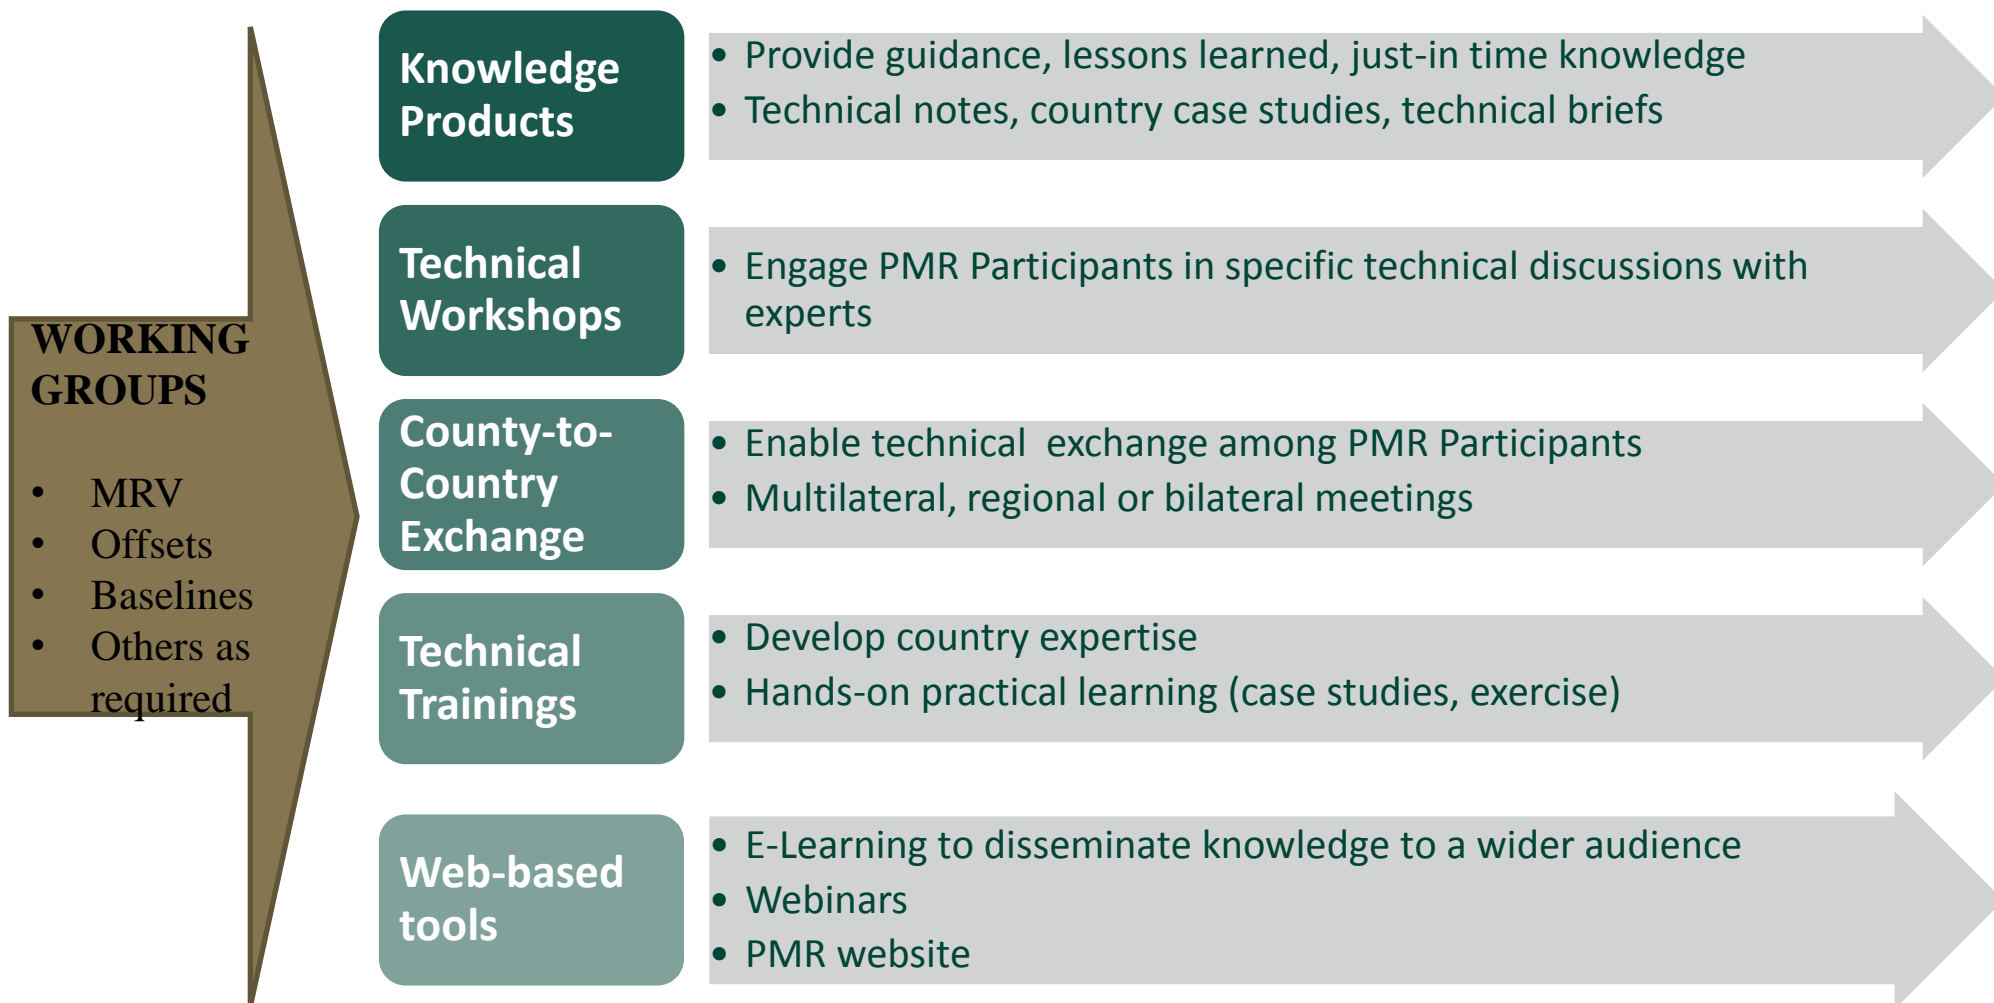 WORKING
GROUPS
• MRV
• Offsets
• Baselines
• Others as
required
Knowledge
Products
• Provide guidance, lessons learned, just-in time knowledge
• Technical notes, country case studies, technical briefs
Technical
Workshops
• Engage PMR Participants in specific technical discussions with
experts
County-to-
Country
Exchange
• Enable technical  exchange among PMR Participants
• Multilateral, regional or bilateral meetings
Technical
Trainings
• Develop country expertise
• Hands-on practical learning (case studies, exercise)
Web-based
tools
• E-Learning to disseminate knowledge to a wider audience
• Webinars
• PMR website